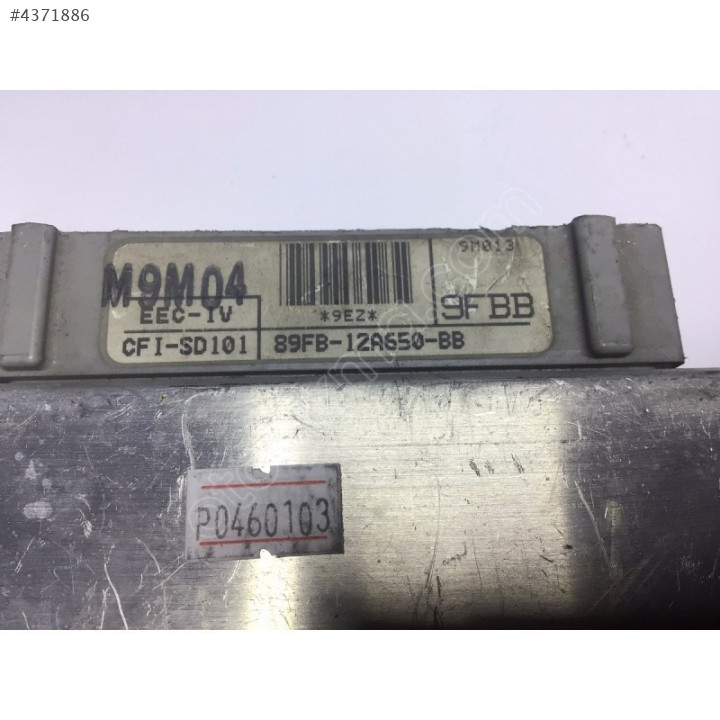 #4371886
9M013
M9M04
EEC-IV
*9EZ*
9FBB
CFI-SD101
89FB-12A650-BB
P0460103